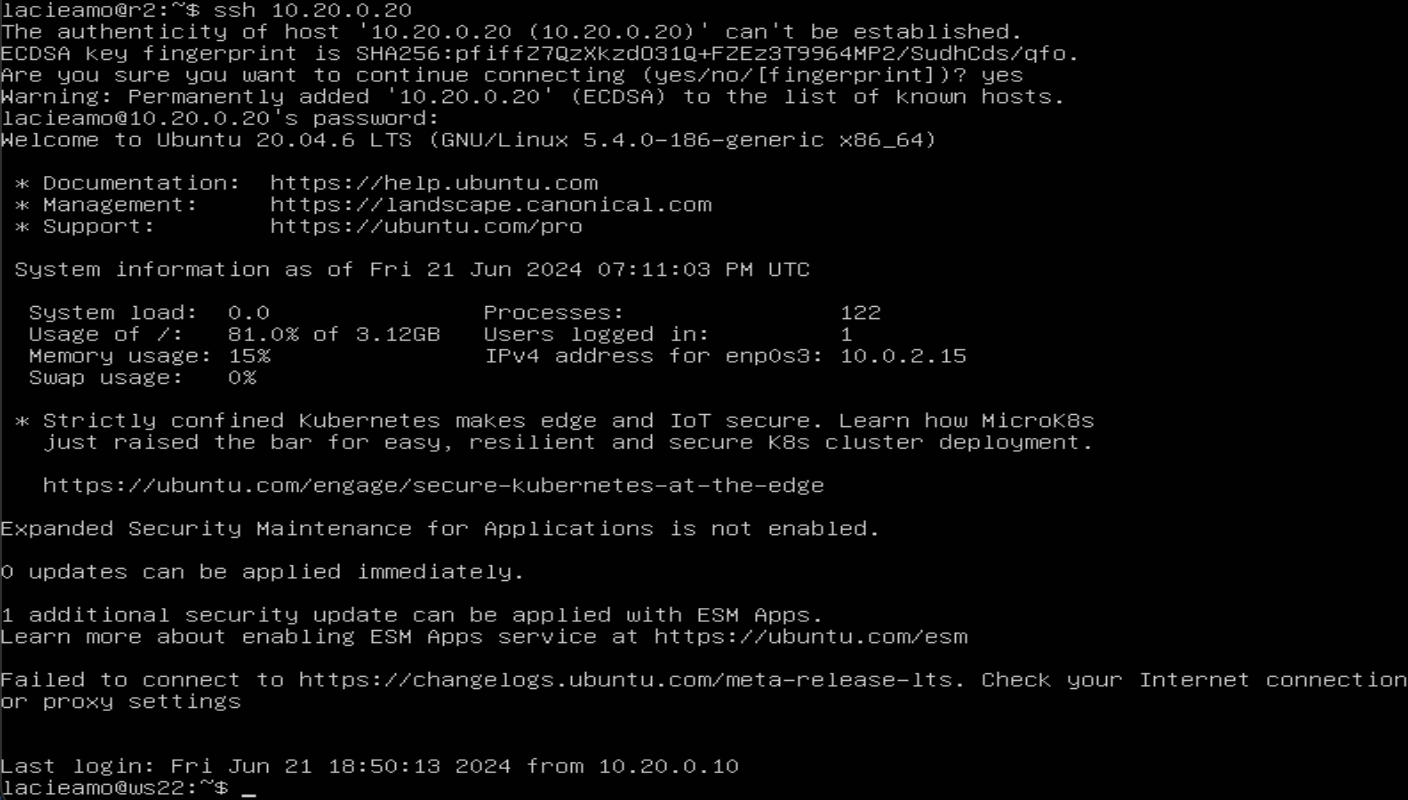 lacieamo@r2:~$ ssh 10.20.0.20
The authenticity of host '10.20.0.20 (10.20.0.20)' can't be established.
ECDSA key fingerprint is SHA256:pfiffZ7QzXkzdO31Q+FZEz3T9964MP2/SudhCds/qfo.
Are you sure you want to continue connecting (yes/no/[fingerprint])? yes
Warning: Permanently added '10.20.0.20' (ECDSA) to the list of known hosts.
lacieamo@10.20.0.20's password:
Welcome to Ubuntu 20.04.6 LTS (GNU/Linux 5.4.0-186-generic x86_64)

 * Documentation:  https://help.ubuntu.com
 * Management:     https://landscape.canonical.com
 * Support:        https://ubuntu.com/pro

 System information as of Fri 21 Jun 2024 07:11:03 PM UTC

  System load:  0.0               Processes:               122
  Usage of /:   81.0% of 3.12GB   Users logged in:         1
  Memory usage: 15%               IPv4 address for enp0s3: 10.0.2.15
  Swap usage:   0%

 * Strictly confined Kubernetes makes edge and IoT secure. Learn how MicroK8s
   just raised the bar for easy, resilient and secure K8s cluster deployment.

   https://ubuntu.com/engage/secure-kubernetes-at-the-edge

Expanded Security Maintenance for Applications is not enabled.

0 updates can be applied immediately.

1 additional security update can be applied with ESM Apps.
Learn more about enabling ESM Apps service at https://ubuntu.com/esm

Failed to connect to https://changelogs.ubuntu.com/meta-release-lts. Check your Internet connection
or proxy settings


Last login: Fri Jun 21 18:50:13 2024 from 10.20.0.10
lacieamo@ws22:~$ _